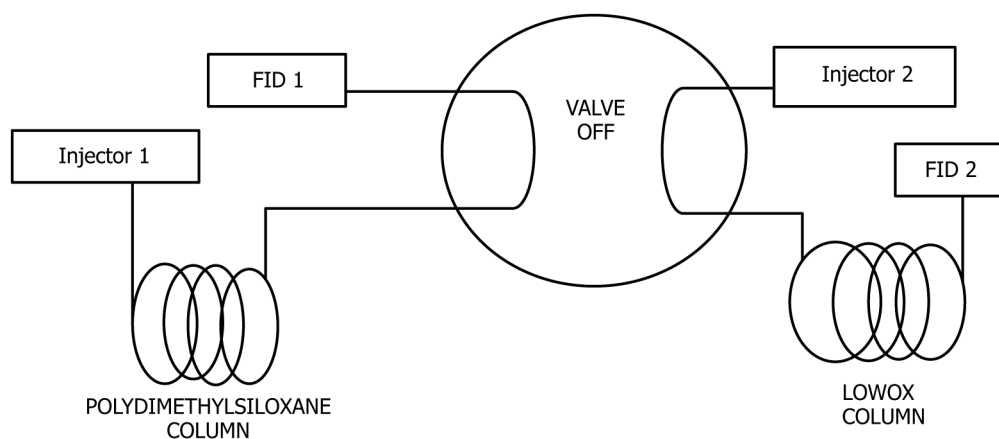 FID 1
Injector 1
VALVE
OFF
Injector 2
FID 2
POLYDIMETHYLSILOXANE
COLUMN
LOWOX
COLUMN